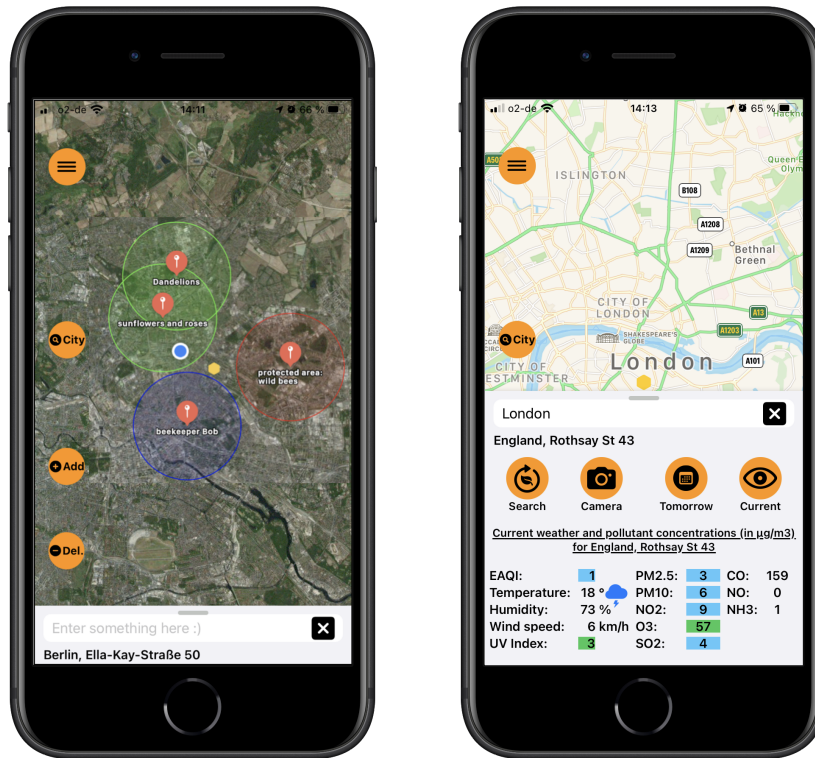 o2-de 14:11 66 %
Dandelions
sunflowers and roses
City
protected area:
wild bees
beekeeper Bob
Add
Del.
Enter something here :)
Berlin, Ella-Kay-Straße 50
o2-de 14:13 65 %
ISLINGTON
B108
A1208
A1209
Bethnal
Green
CITY OF
LONDON
A13
SHAKESPEARE'S
GLOBE
A1203
City
London
A101
CITY OF
London
England, Rothsay St 43
Search Camera Tomorrow Current
Current weather and pollutant concentrations (in µg/m3)
for England, Rothsay St 43
EAQI: 1 PM2.5: 3 CO: 159
Temperature: 18 ° PM10: 6 NO: 0
Humidity: 73 % NO2: 9 NH3: 1
Wind speed: 6 km/h O3: 57
UV Index: 3 SO2: 4